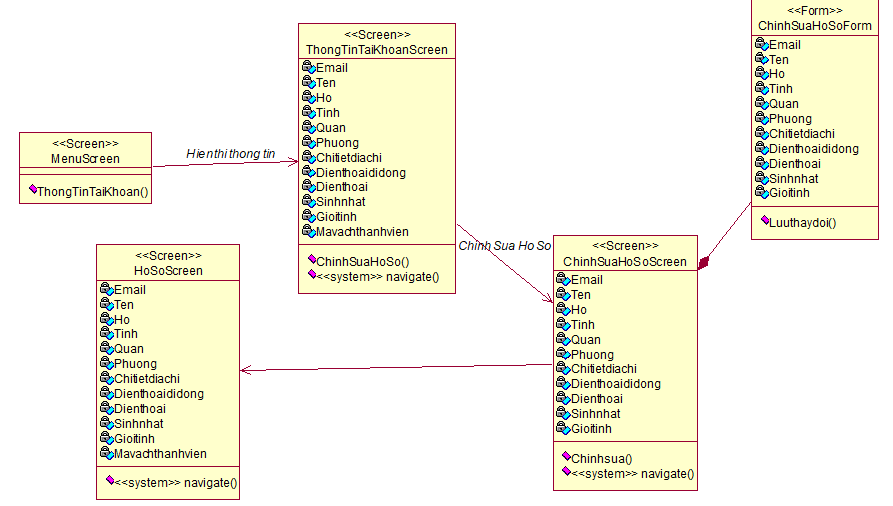 <<Screen>>
MenuScreen
ThongTinTaiKhoan()
Hienthi thong tin
<<Screen>>
ThongTinTaiKhoanScreen
Email
Ten
Ho
Tinh
Quan
Phuong
Chitietdiachi
Dienthoaididong
Dienthoai
Sinhnhat
Gioitinh
Mavachthanhvien
ChinhSuaHoSo()
<<system>> navigate()
Chinh Sua Ho So
<<Form>>
ChinhSuaHoSoForm
Email
Ten
Ho
Tinh
Quan
Phuong
Chitietdiachi
Dienthoaididong
Dienthoai
Sinhnhat
Gioitinh
Luuthaydoi()
<<Screen>>
ChinhSuaHoSoScreen
Email
Ten
Ho
Tinh
Quan
Phuong
Chitietdiachi
Dienthoaididong
Dienthoai
Sinhnhat
Gioitinh
Chinhsua()
<<system>> navigate()
<<Screen>>
HoSoScreen
Email
Ten
Ho
Tinh
Quan
Phuong
Chitietdiachi
Dienthoaididong
Dienthoai
Sinhnhat
Gioitinh
Mavachthanhvien
<<system>> navigate()